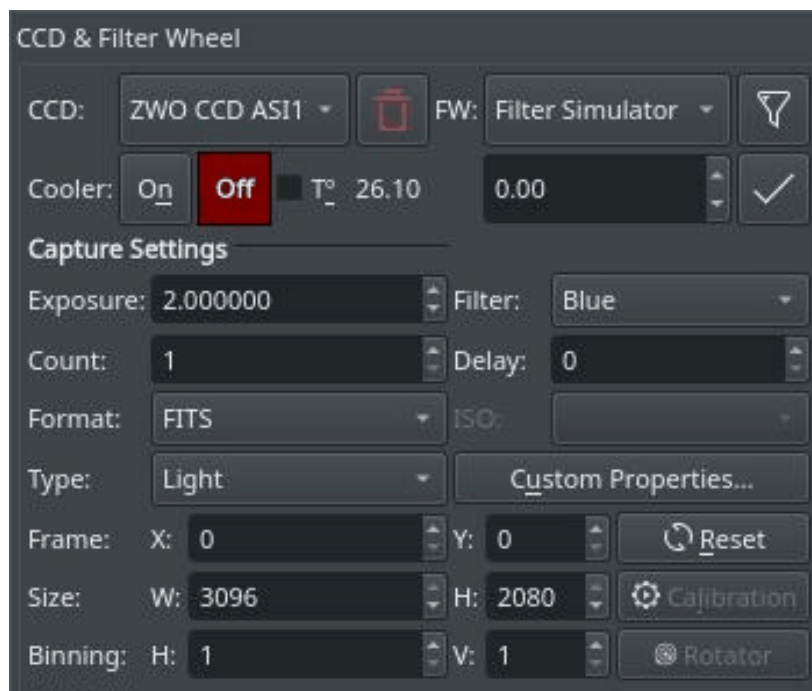 CCD & Filter Wheel
CCD: ZWO CCD ASI1 FW: Filter Simulator
Cooler: On Off Tº 26.10 0.00
Capture Settings
Exposure: 2.000000 Filter: Blue
Count: 1 Delay: 0
Format: FITS ISO:
Type: Light Custom Properties...
Frame: X: 0 Y: 0 Reset
Size: W: 3096 H: 2080 Calibration
Binning: H: 1 V: 1 Rotator